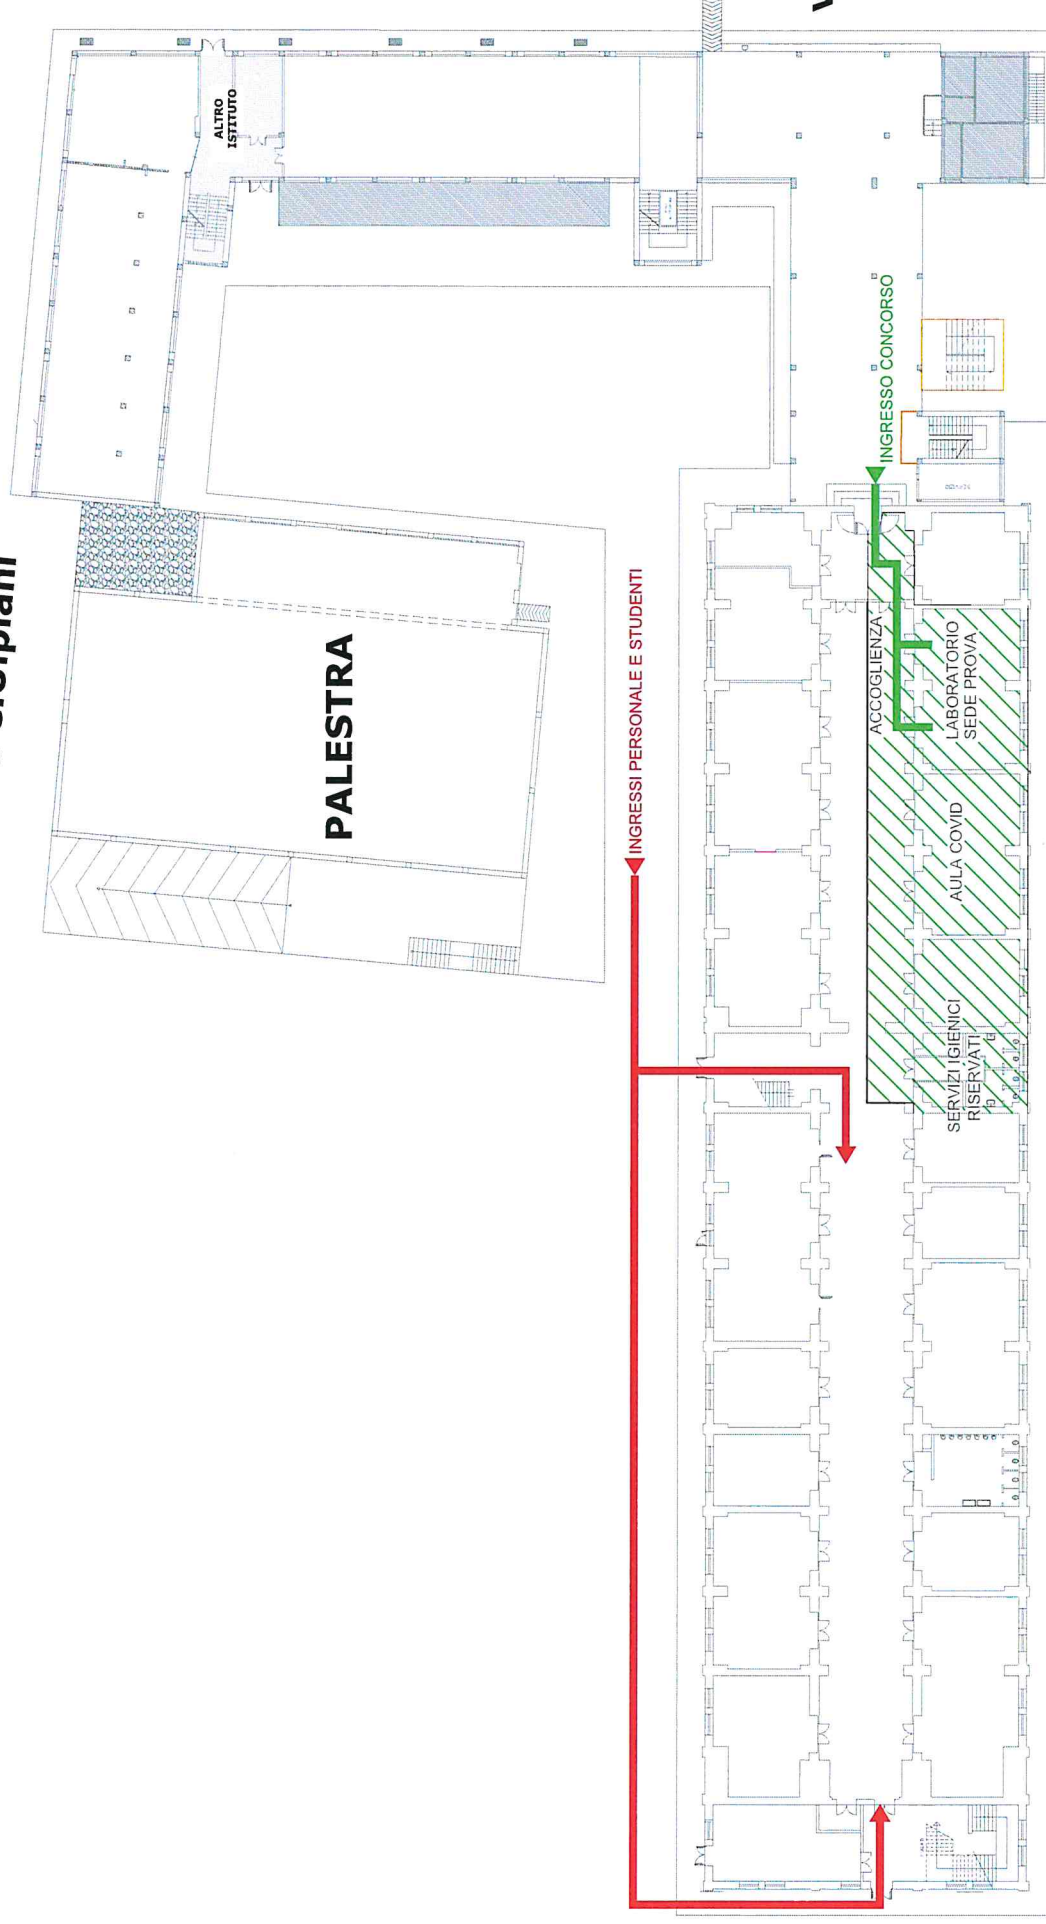 ALTRO
ISTITUTO
PALESTRA
INGRESSO CONCORSO
INGRESSI PERSONALE E STUDENTI
ACCOGLIENZA
LABORATORIO
SEDE PROVA
AULA COVID
SERVIZI IGIENICI
RISERVATI